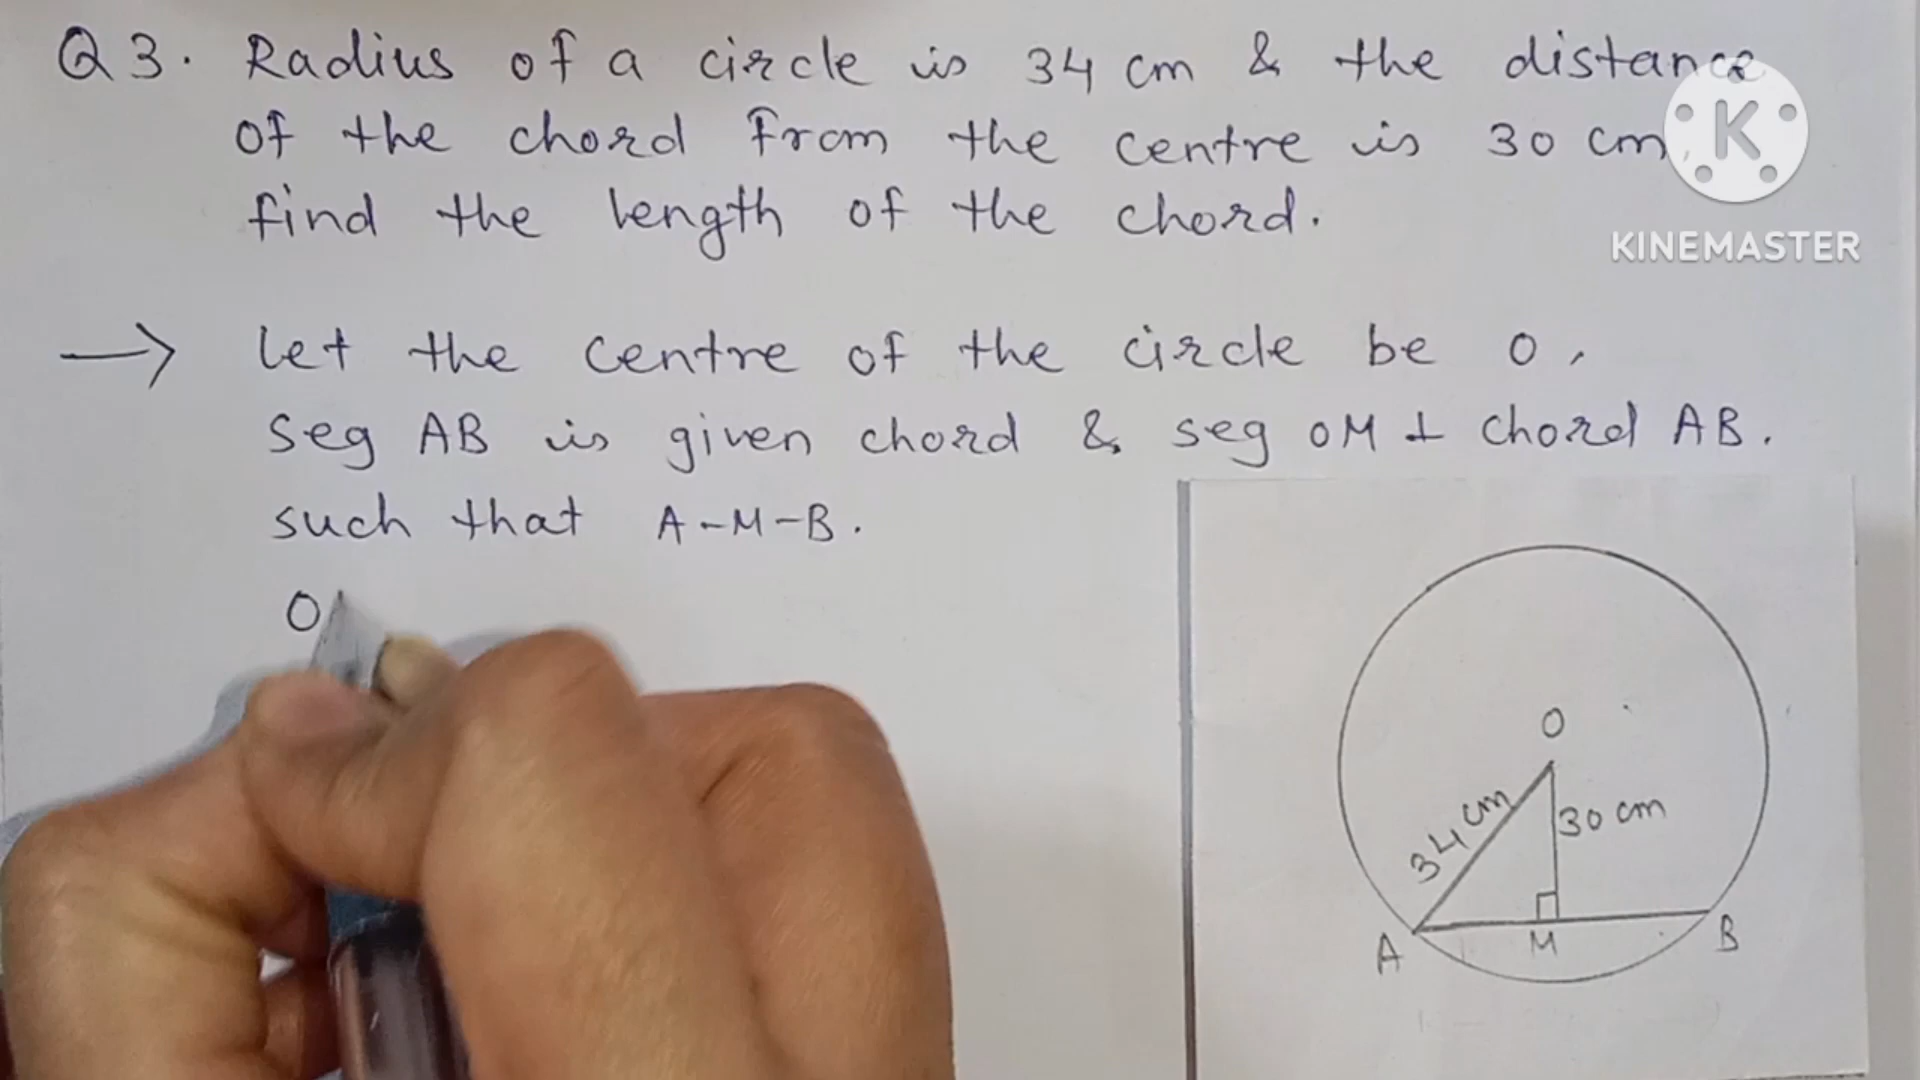 Q3. Radius of a circle is 34 cm & the distance
of the chord from the centre is 30 cm.
find the length of the chord.
K
KINEMASTER
→ Let the centre of the circle be O,
seg AB is given chord & seg OM ⊥ chord AB.
such that A-M-B.
O
O
34 cm
30 cm
A
M
B